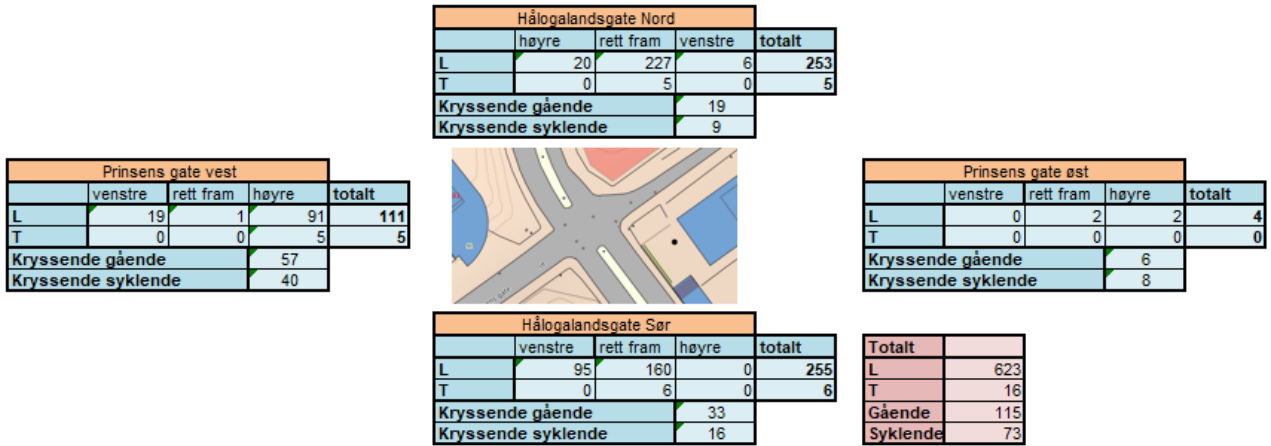 Hålogalandsgate Nord
høyre rett fram venstre totalt
L 20 227 6 253
T 0 5 0 5
Kryssende gående 19
Kryssende syklende 9
Prinsens gate vest
venstre rett fram høyre totalt
L 19 1 91 111
T 0 0 5 5
Kryssende gående 57
Kryssende syklende 40
Prinsens gate øst
venstre rett fram høyre totalt
L 0 2 2 4
T 0 0 0 0
Kryssende gående 6
Kryssende syklende 8
Hålogalandsgate Sør
venstre rett fram høyre totalt
L 95 160 0 255
T 0 6 0 6
Kryssende gående 33
Kryssende syklende 16
Totalt
L 623
T 16
Gående 115
Syklende 73